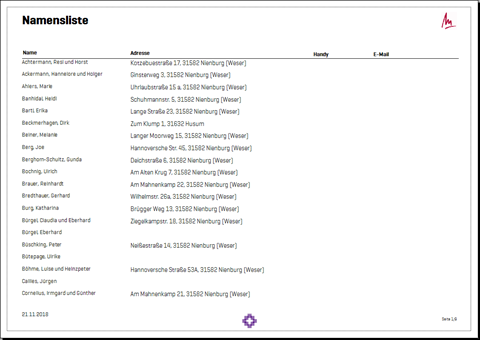 Namensliste
Name Adresse Handy E-Mail
Achtermann, Resi und Horst Kotzebuestraße 17, 31582 Nienburg (Weser)
Ackermann, Hannelore und Holger Ginsterweg 3, 31582 Nienburg (Weser)
Ahlers, Marie Uhrlaubstraße 15 a, 31582 Nienburg (Weser)
Banhidai, Heidi Schuhmannstr. 5, 31582 Nienburg (Weser)
Bartl, Erika Lange Straße 23, 31582 Nienburg (Weser)
Beckmerhagen, Dirk Zum Klump 1, 31632 Husum
Beiner, Melanie Langer Moorweg 15, 31582 Nienburg (Weser)
Berg, Joe Hannoversche Str. 45, 31582 Nienburg (Weser)
Berghorn-Schultz, Gunda Deichstraße 6, 31582 Nienburg (Weser)
Bochnig, Ulrich Am Alten Krug 7, 31582 Nienburg (Weser)
Brauer, Reinhardt Am Mahnenkamp 22, 31582 Nienburg (Weser)
Bredthauer, Gerhard Wilhelmstr. 26a, 31582 Nienburg (Weser)
Burg, Katharina Brügger Weg 13, 31582 Nienburg (Weser)
Bürgel, Claudia und Eberhard Ziegelkampstr. 18, 31582 Nienburg (Weser)
Bürgel, Eberhard
Büschking, Peter Neißestraße 14, 31582 Nienburg (Weser)
Bütepage, Ulrike
Böhme, Luise und Heinzpeter Hannoversche Straße 53A, 31582 Nienburg (Weser)
Calließ, Jürgen
Cornelius, Irmgard und Günther Am Mahnenkamp 21, 31582 Nienburg (Weser)
21.11.2018 Seite 1/8